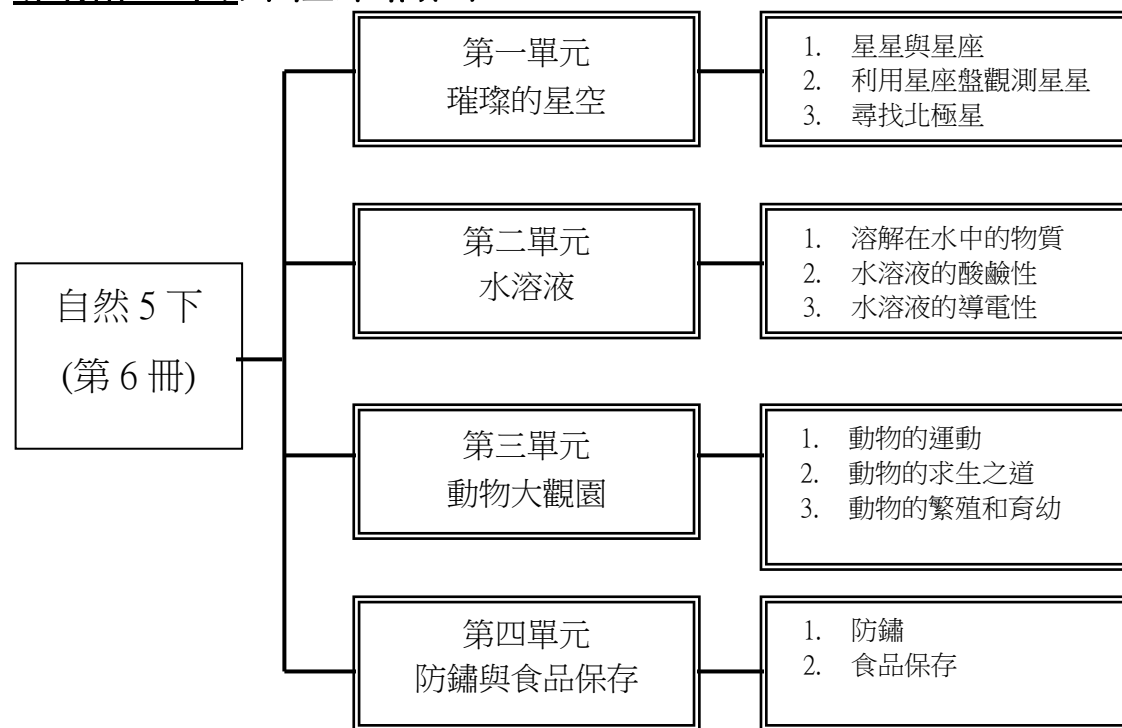 自然 5 下
(第 6 冊)
第一單元
璀璨的星空
1. 星星與星座
2. 利用星座盤觀測星星
3. 尋找北極星
第二單元
水溶液
1. 溶解在水中的物質
2. 水溶液的酸鹼性
3. 水溶液的導電性
第三單元
動物大觀園
1. 動物的運動
2. 動物的求生之道
3. 動物的繁殖和育幼
第四單元
防鏽與食品保存
1. 防鏽
2. 食品保存